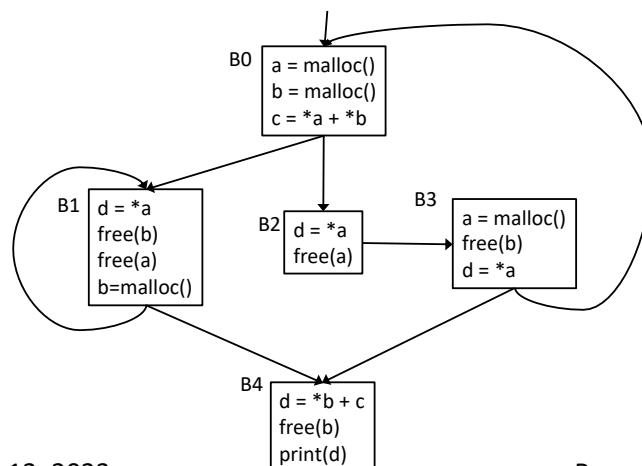 B0
a = malloc()
b = malloc()
c = *a + *b
B1
d = *a
free(b)
free(a)
b=malloc()
B2
d = *a
free(a)
B3
a = malloc()
free(b)
d = *a
B4
d = *b + c
free(b)
print(d)